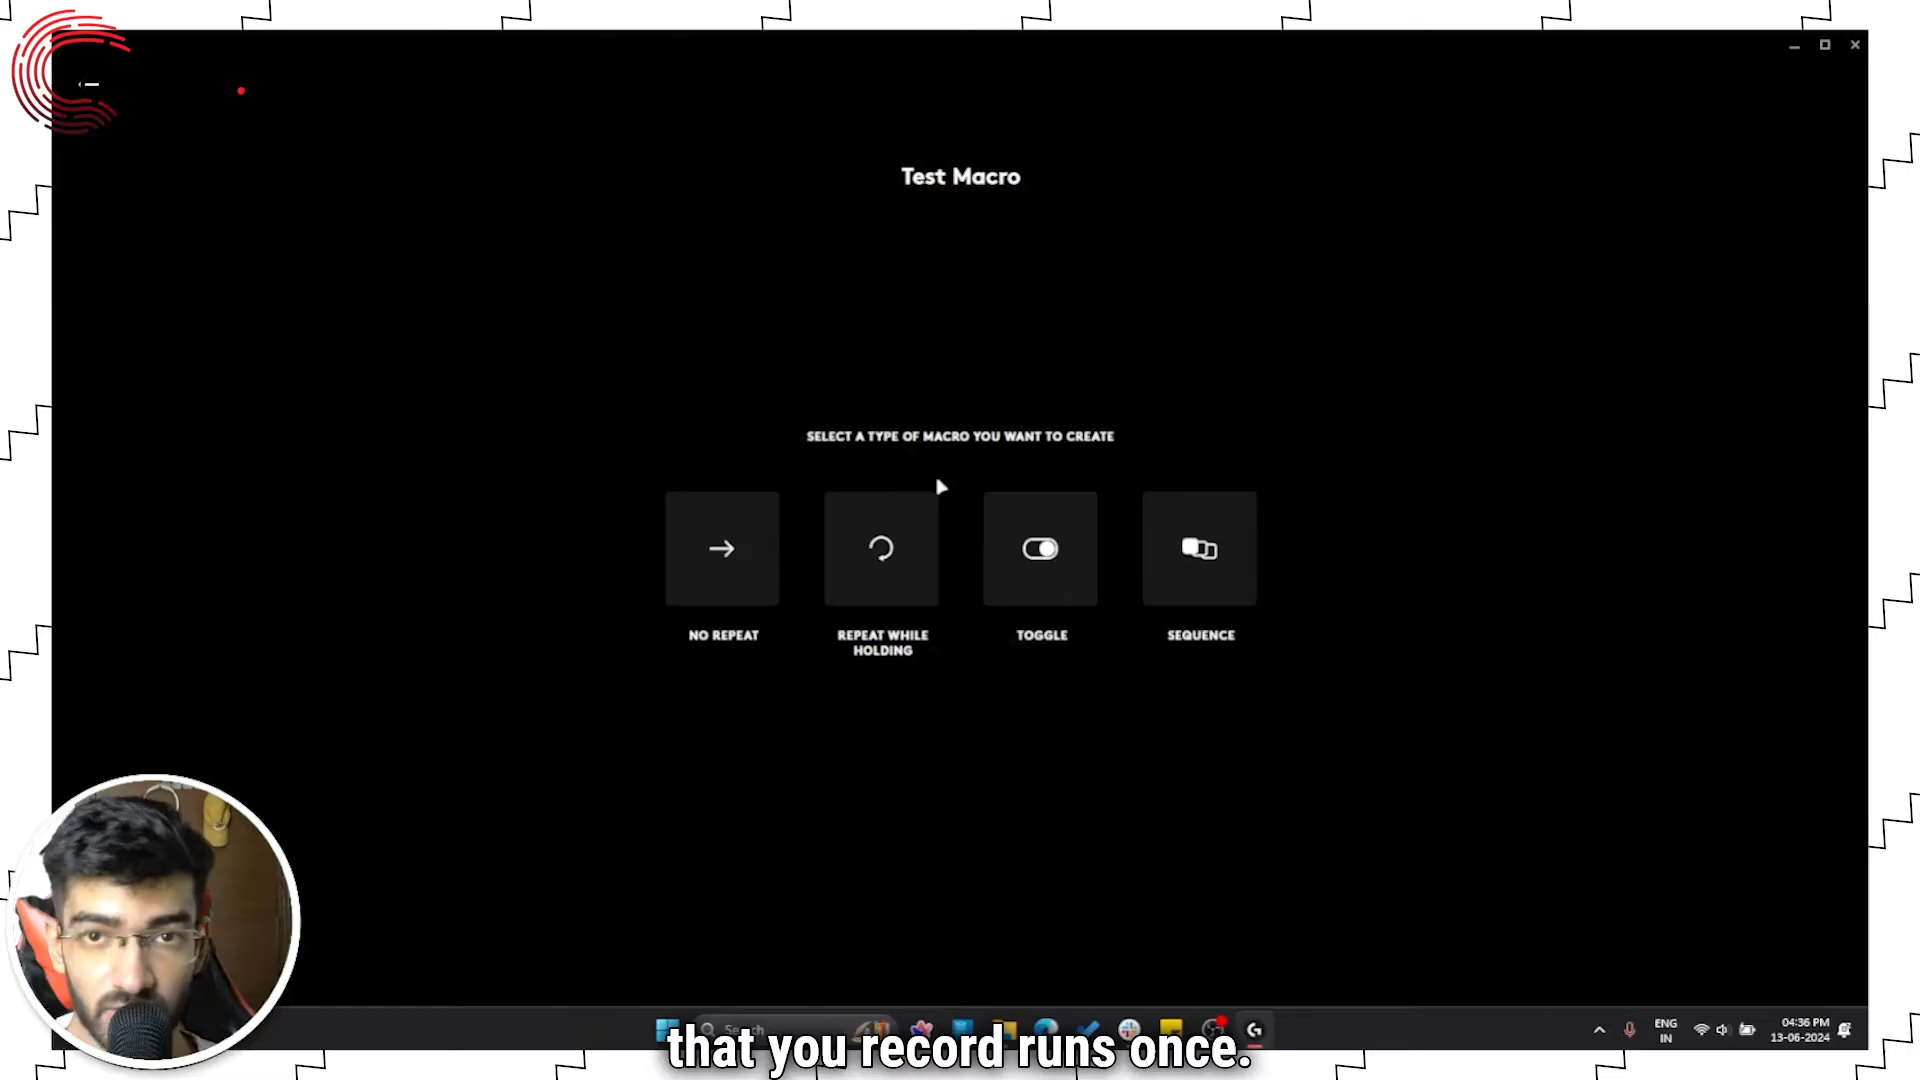 Test Macro
SELECT A TYPE OF MACRO YOU WANT TO CREATE
NO REPEAT
REPEAT WHILE
HOLDING
TOGGLE
SEQUENCE
Search
ENG
IN
04:36 PM
13-06-2024
that you record runs once.